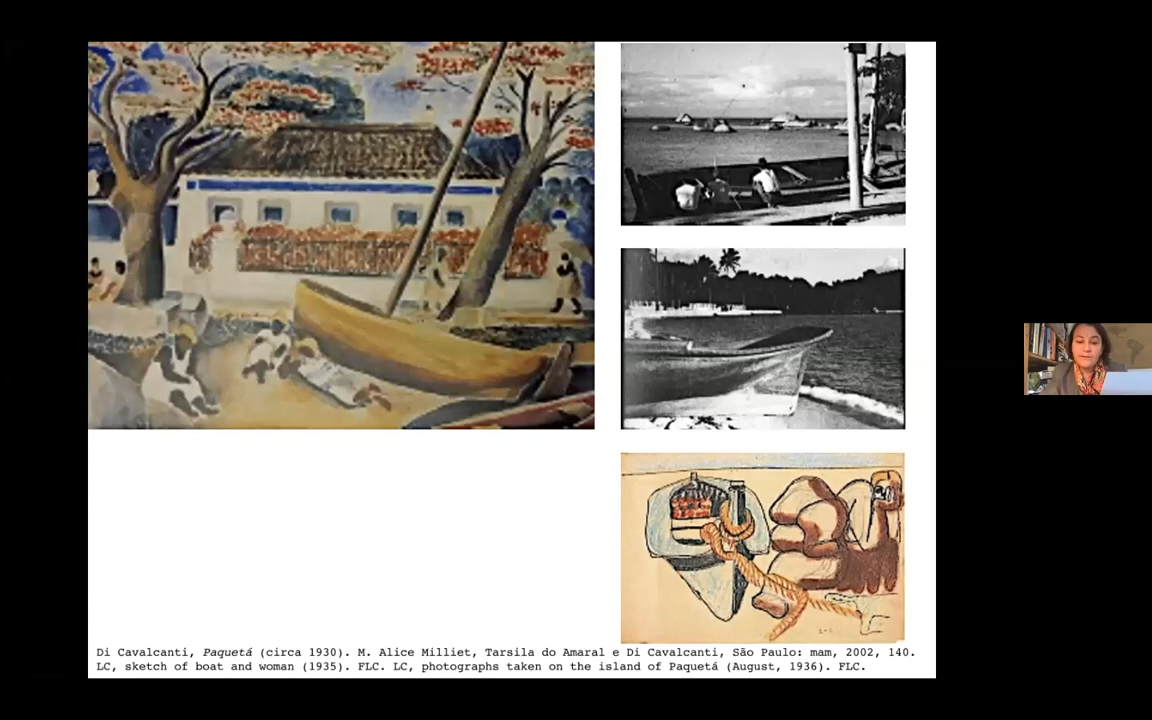 Di Cavalcanti, Paquetá (circa 1930). M. Alice Milliet, Tarsila do Amaral e Di Cavalcanti, São Paulo: mam, 2002, 140.
LC, sketch of boat and woman (1935). FLC. LC, photographs taken on the island of Paquetá (August, 1936). FLC.